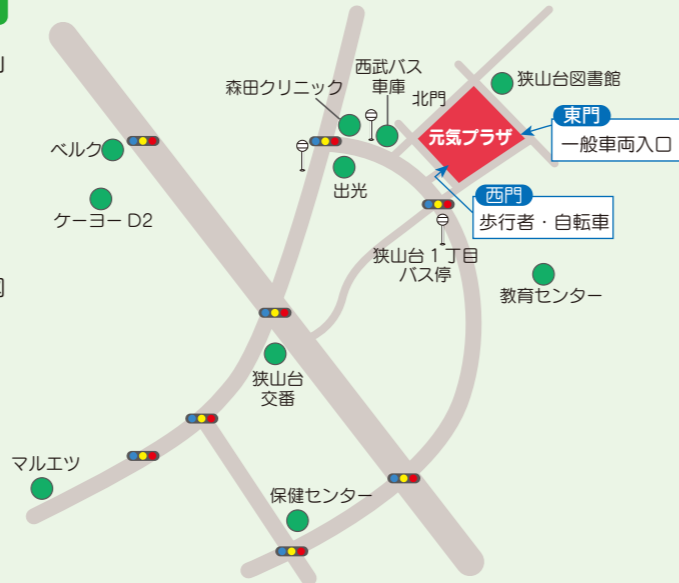 西武バス
車庫
森田クリニック
北門
狭山台図書館
元気プラザ
東門
一般車両入口
ベルク
出光
西門
歩行者・自転車
ケーヨーD2
狭山台1丁目
バス停
教育センター
狭山台
交番
マルエツ
保健センター